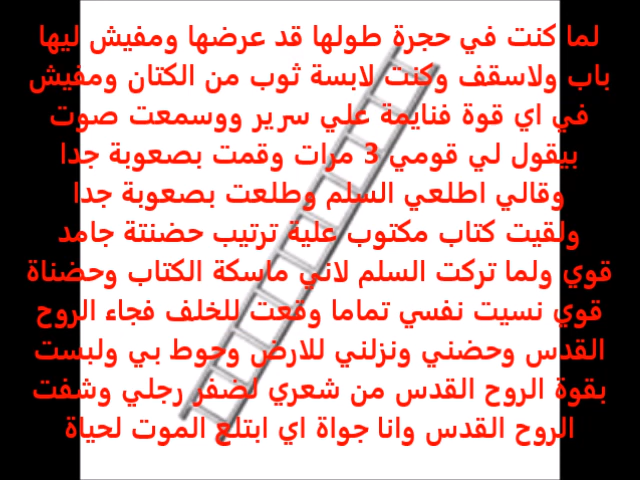 لما كنت في حجرة طولها قد عرضها ومفيش ليها
باب ولاسقف وكنت لابسة ثوب من الكتان ومفيش
في اي قوة فنايمة علي سرير ووسمعت صوت
بيقول لي قومي 3 مرات وقمت بصعوبة جدا
وقالي اطلعي السلم وطلعت بصعوبة جدا
ولقيت كتاب مكتوب علية ترتيب حضنتة جامد
قوي ولما تركت السلم لاني ماسكة الكتاب وحضناة
قوي نسيت نفسي تماما وقعت للخلف فجاء الروح
القدس وحضني ونزلني للارض وحوط بي ولبست
بقوة الروح القدس من شعري لضفر رجلي وشفت
الروح القدس وانا جواة اي ابتلع الموت لحياة